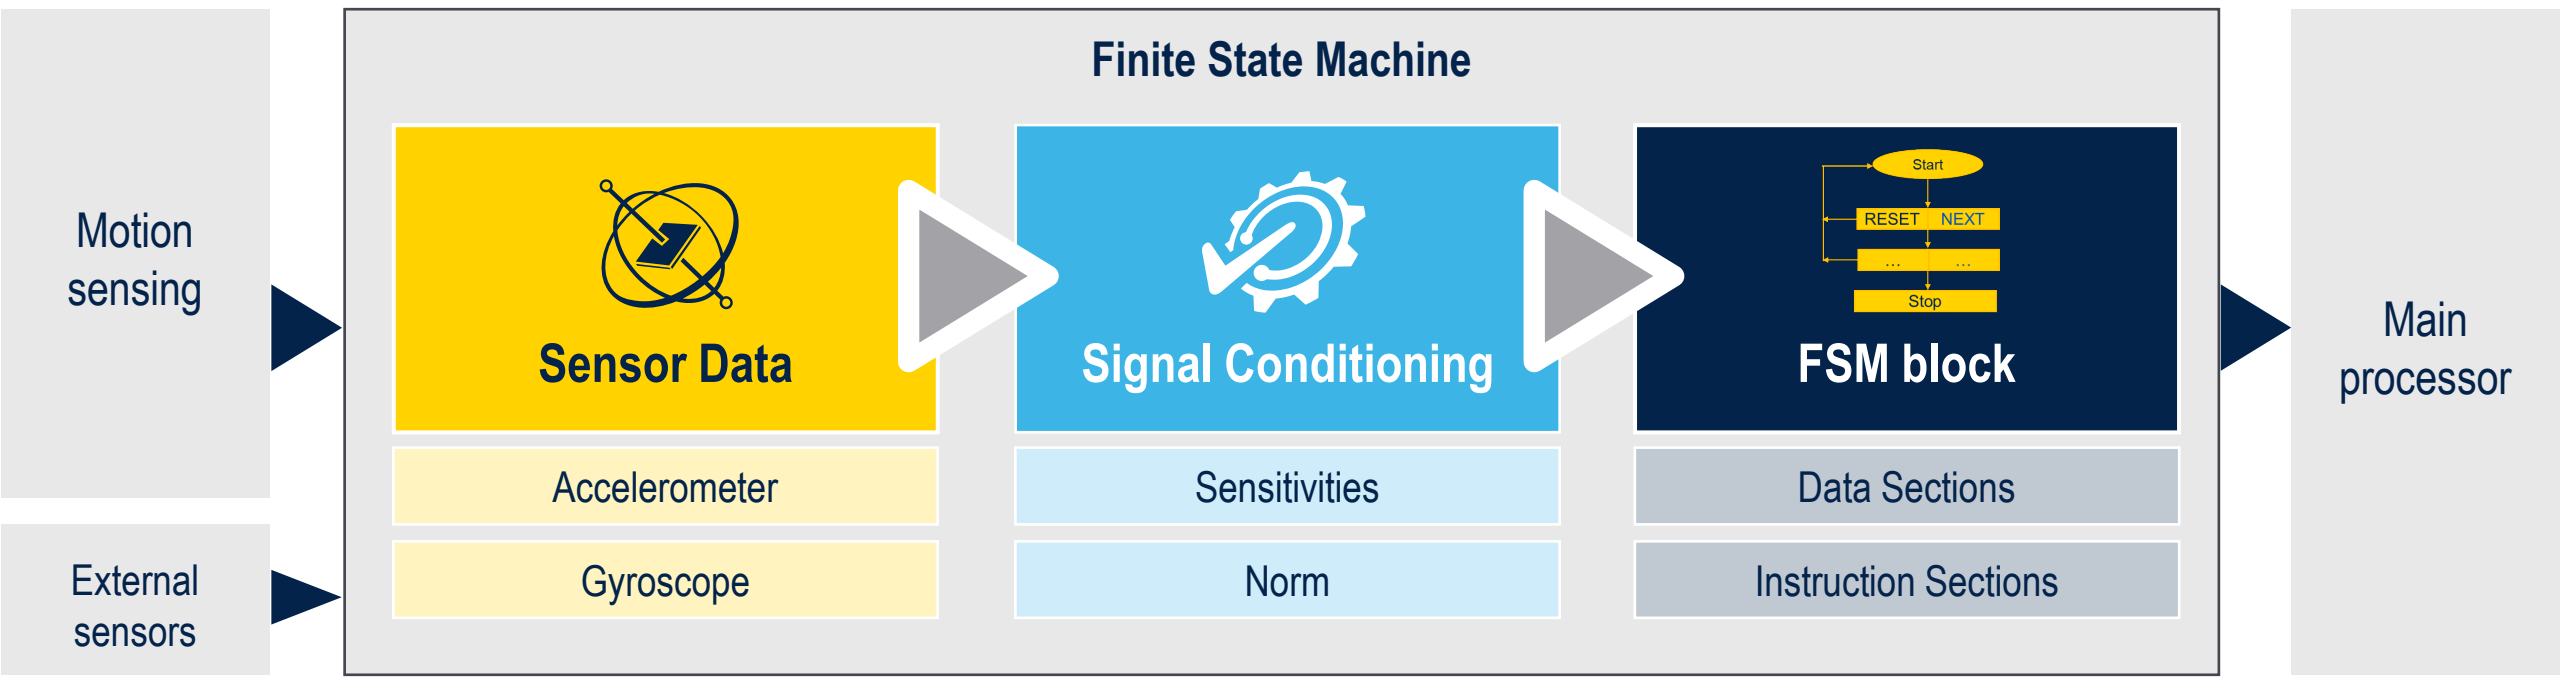 Finite State Machine
Motion
sensing
External
sensors
Sensor Data
Accelerometer
Gyroscope
Signal Conditioning
Sensitivities
Norm
Start
RESET NEXT
... ...
Stop
FSM block
Data Sections
Instruction Sections
Main
processor